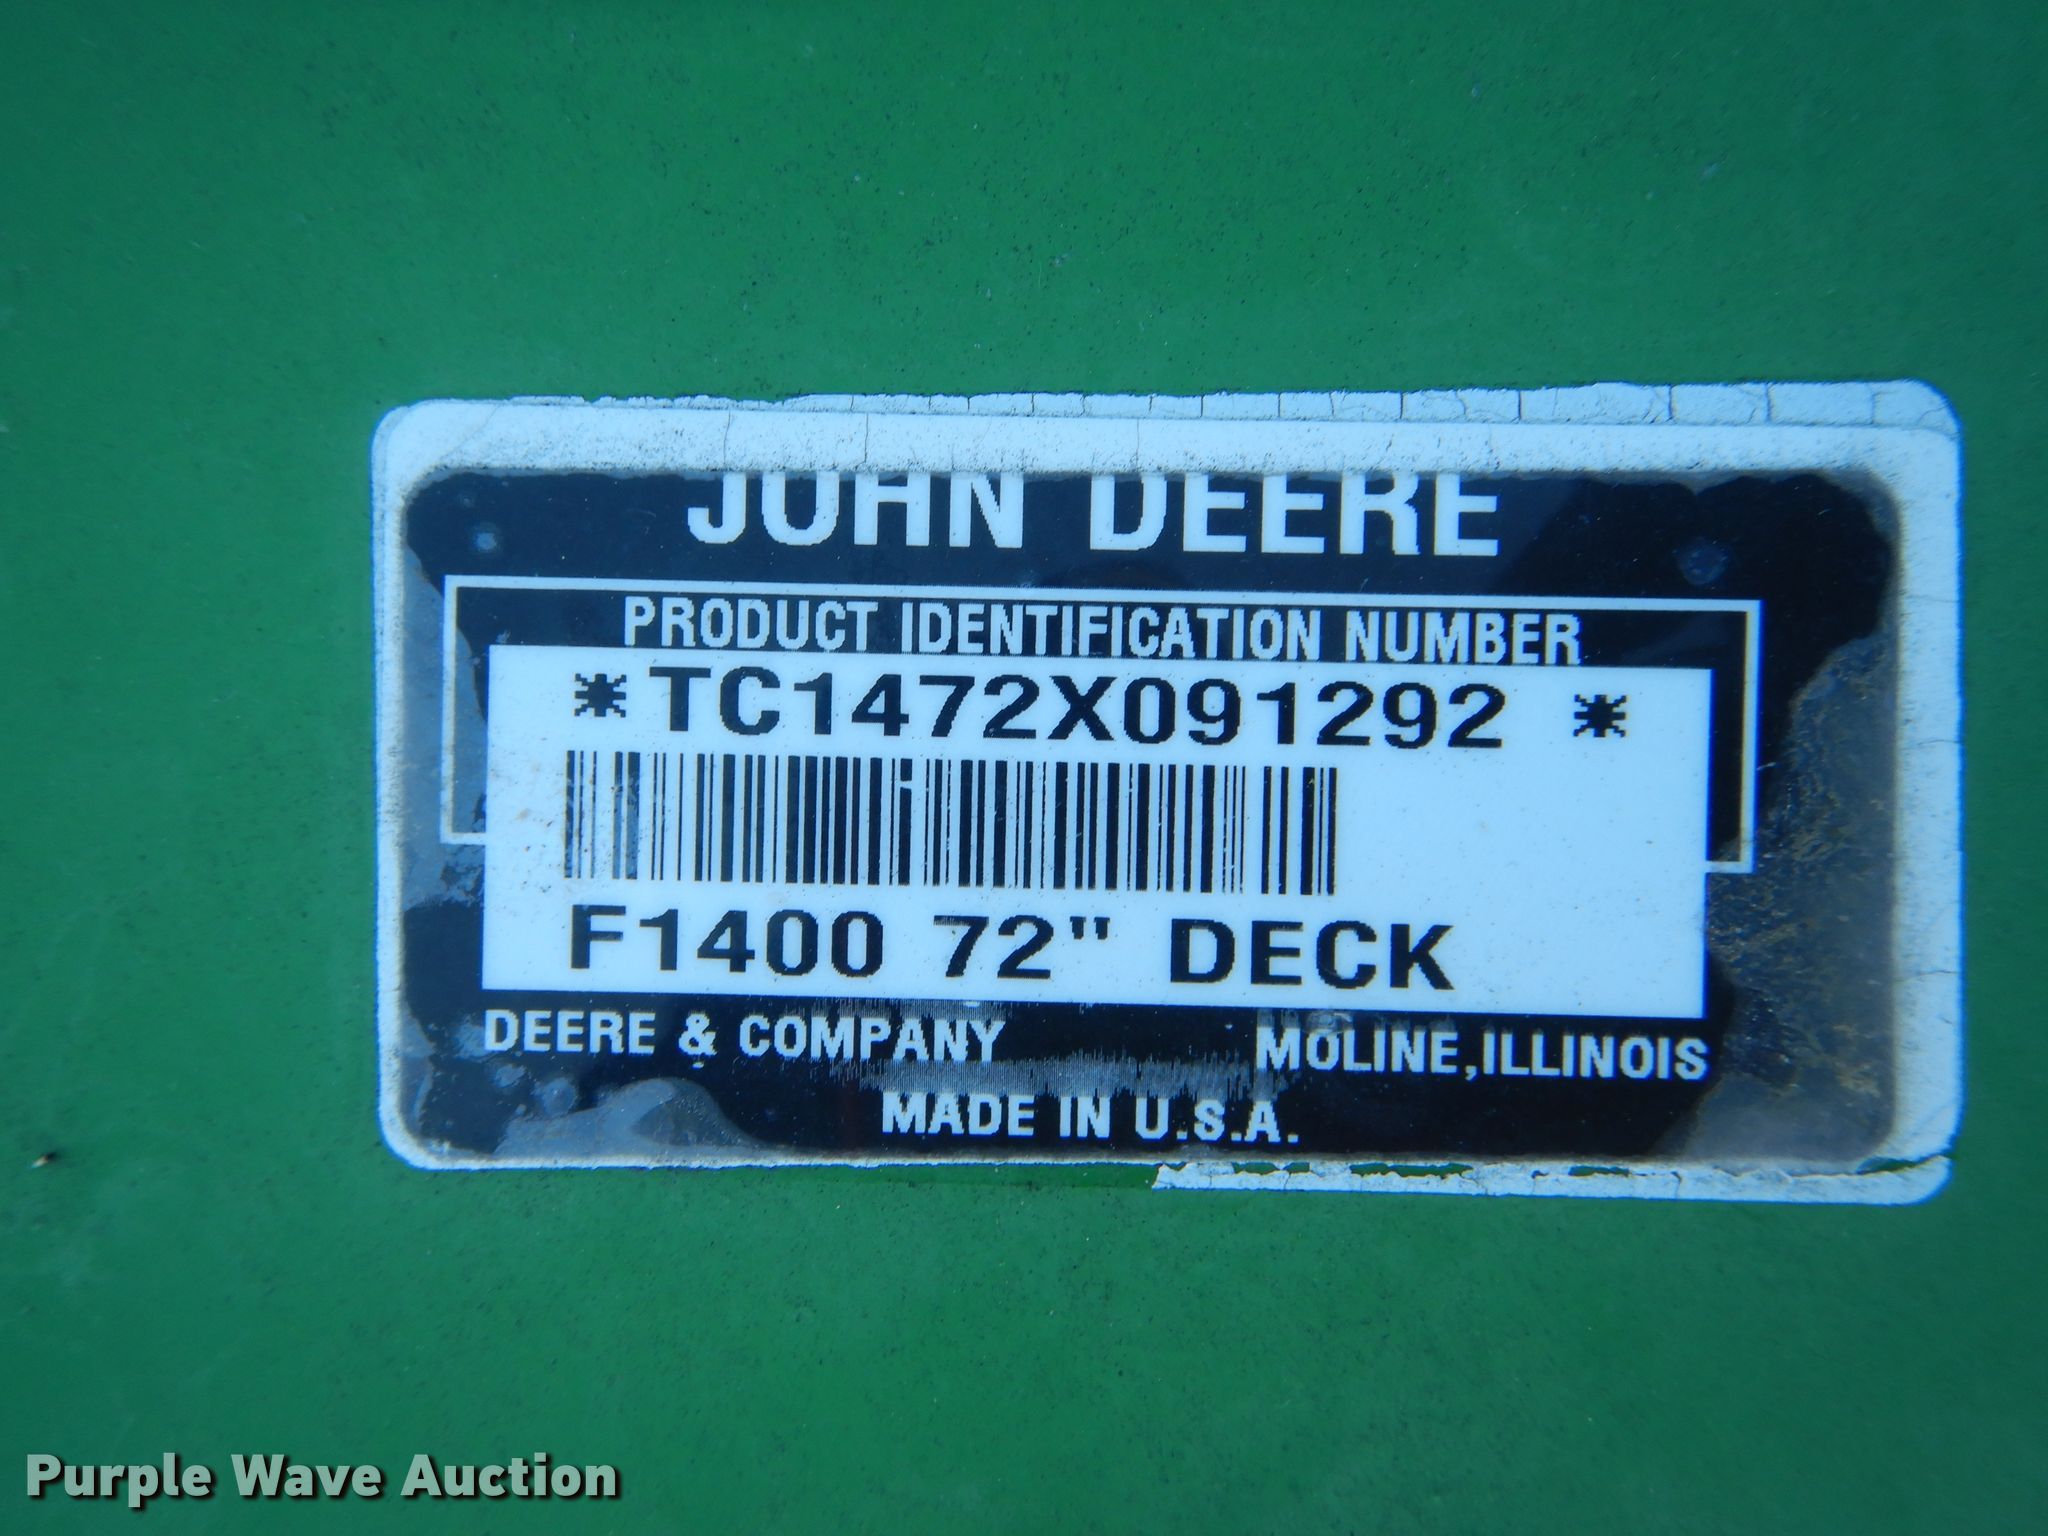 JOHN DEERE
PRODUCT IDENTIFICATION NUMBER
*TC1472X091292 *
F1400 72" DECK
DEERE & COMPANY MOLINE, ILLINOIS
MADE IN U.S.A.
Purple Wave Auction